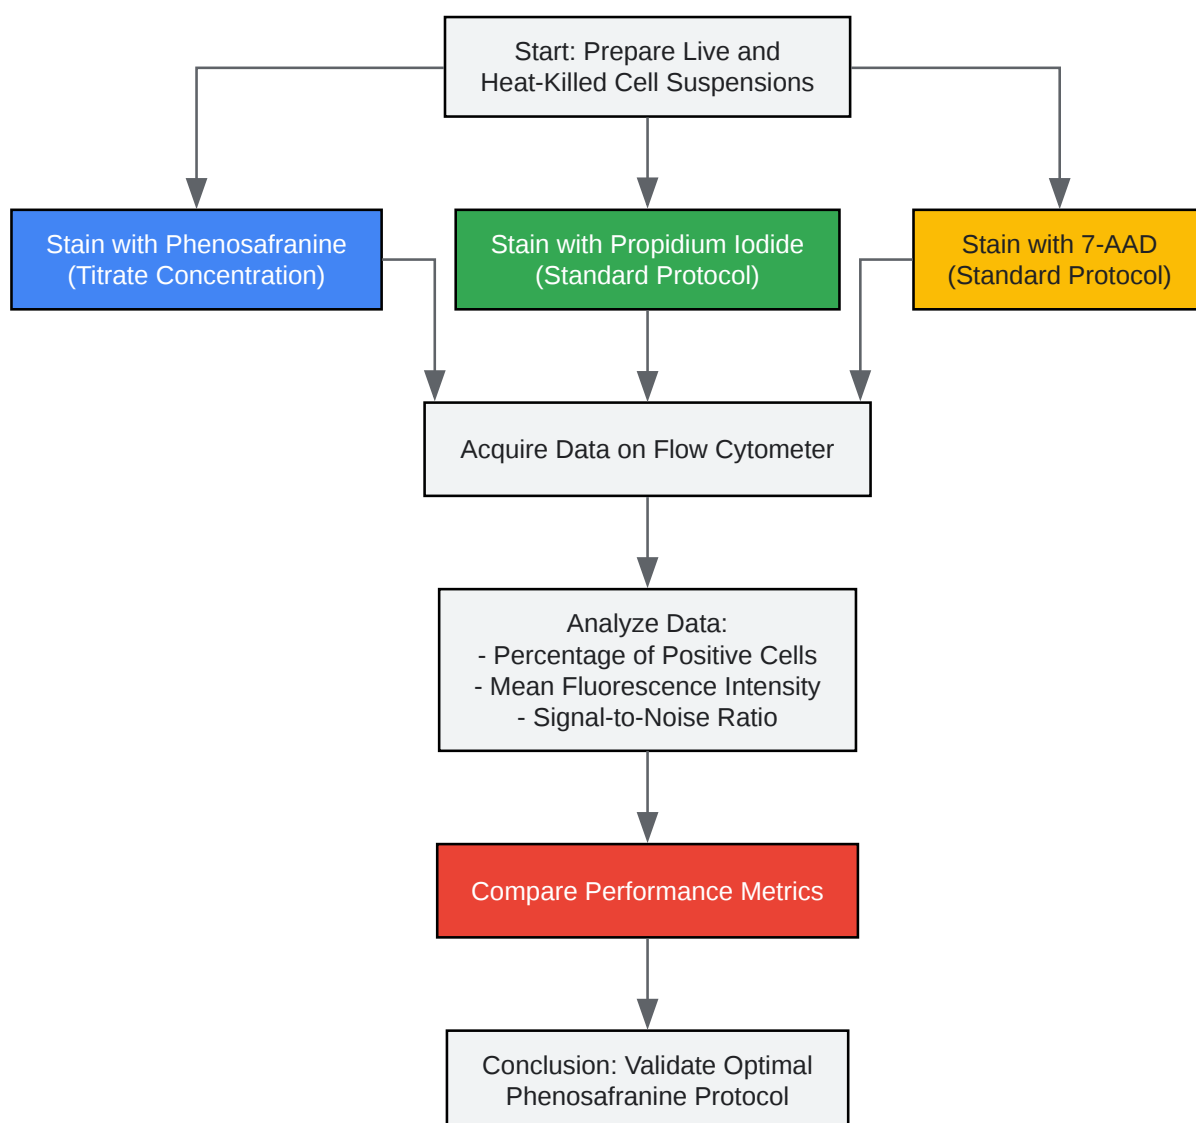 Start: Prepare Live and
Heat-Killed Cell Suspensions
Stain with Phenosafranine
(Titrate Concentration)
Stain with Propidium Iodide
(Standard Protocol)
Stain with 7-AAD
(Standard Protocol)
Acquire Data on Flow Cytometer
Analyze Data:
- Percentage of Positive Cells
- Mean Fluorescence Intensity
- Signal-to-Noise Ratio
Compare Performance Metrics
Conclusion: Validate Optimal
Phenosafranine Protocol